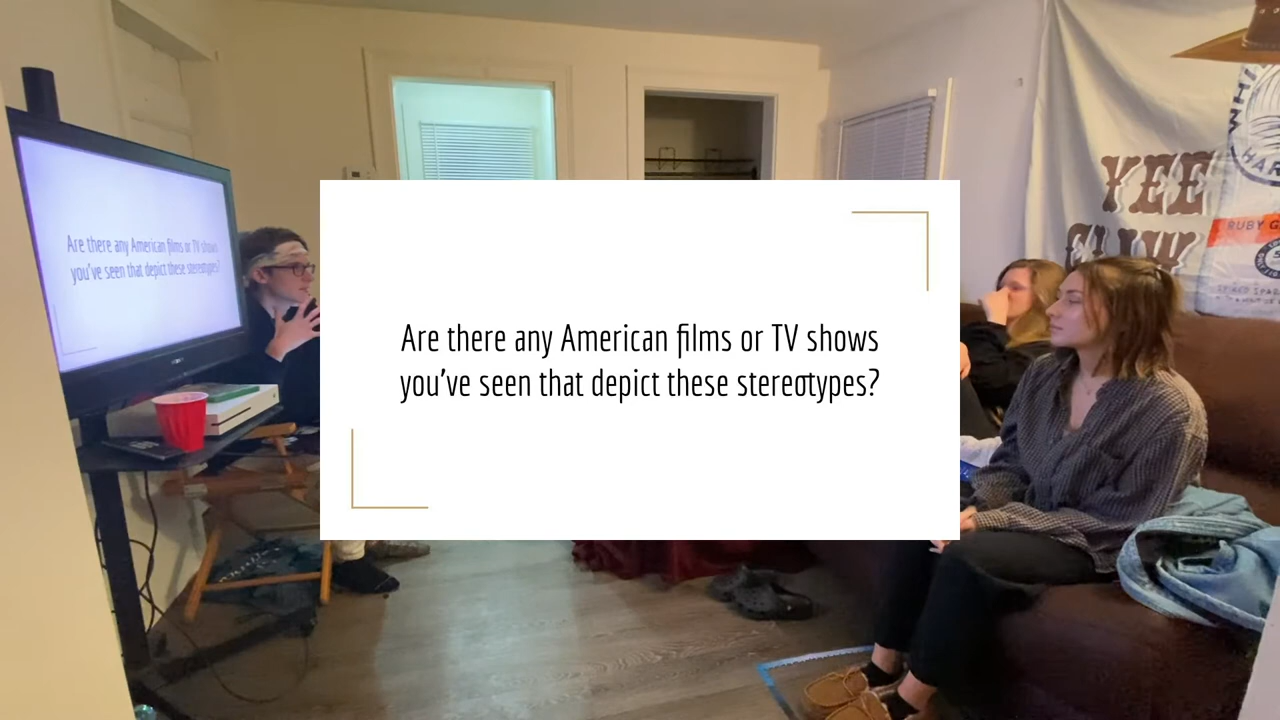 Are there any American films or TV shows
you've seen that depict these stereotypes?
Are there any American films or TV shows
you've seen that depict these stereotypes?
YEE
RUBY G